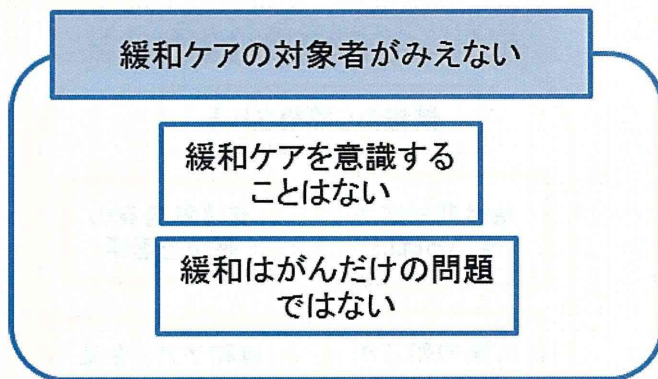 緩和ケアの対象者がみえない
緩和ケアを意識する
ことはない
緩和はがんだけの問題
ではない